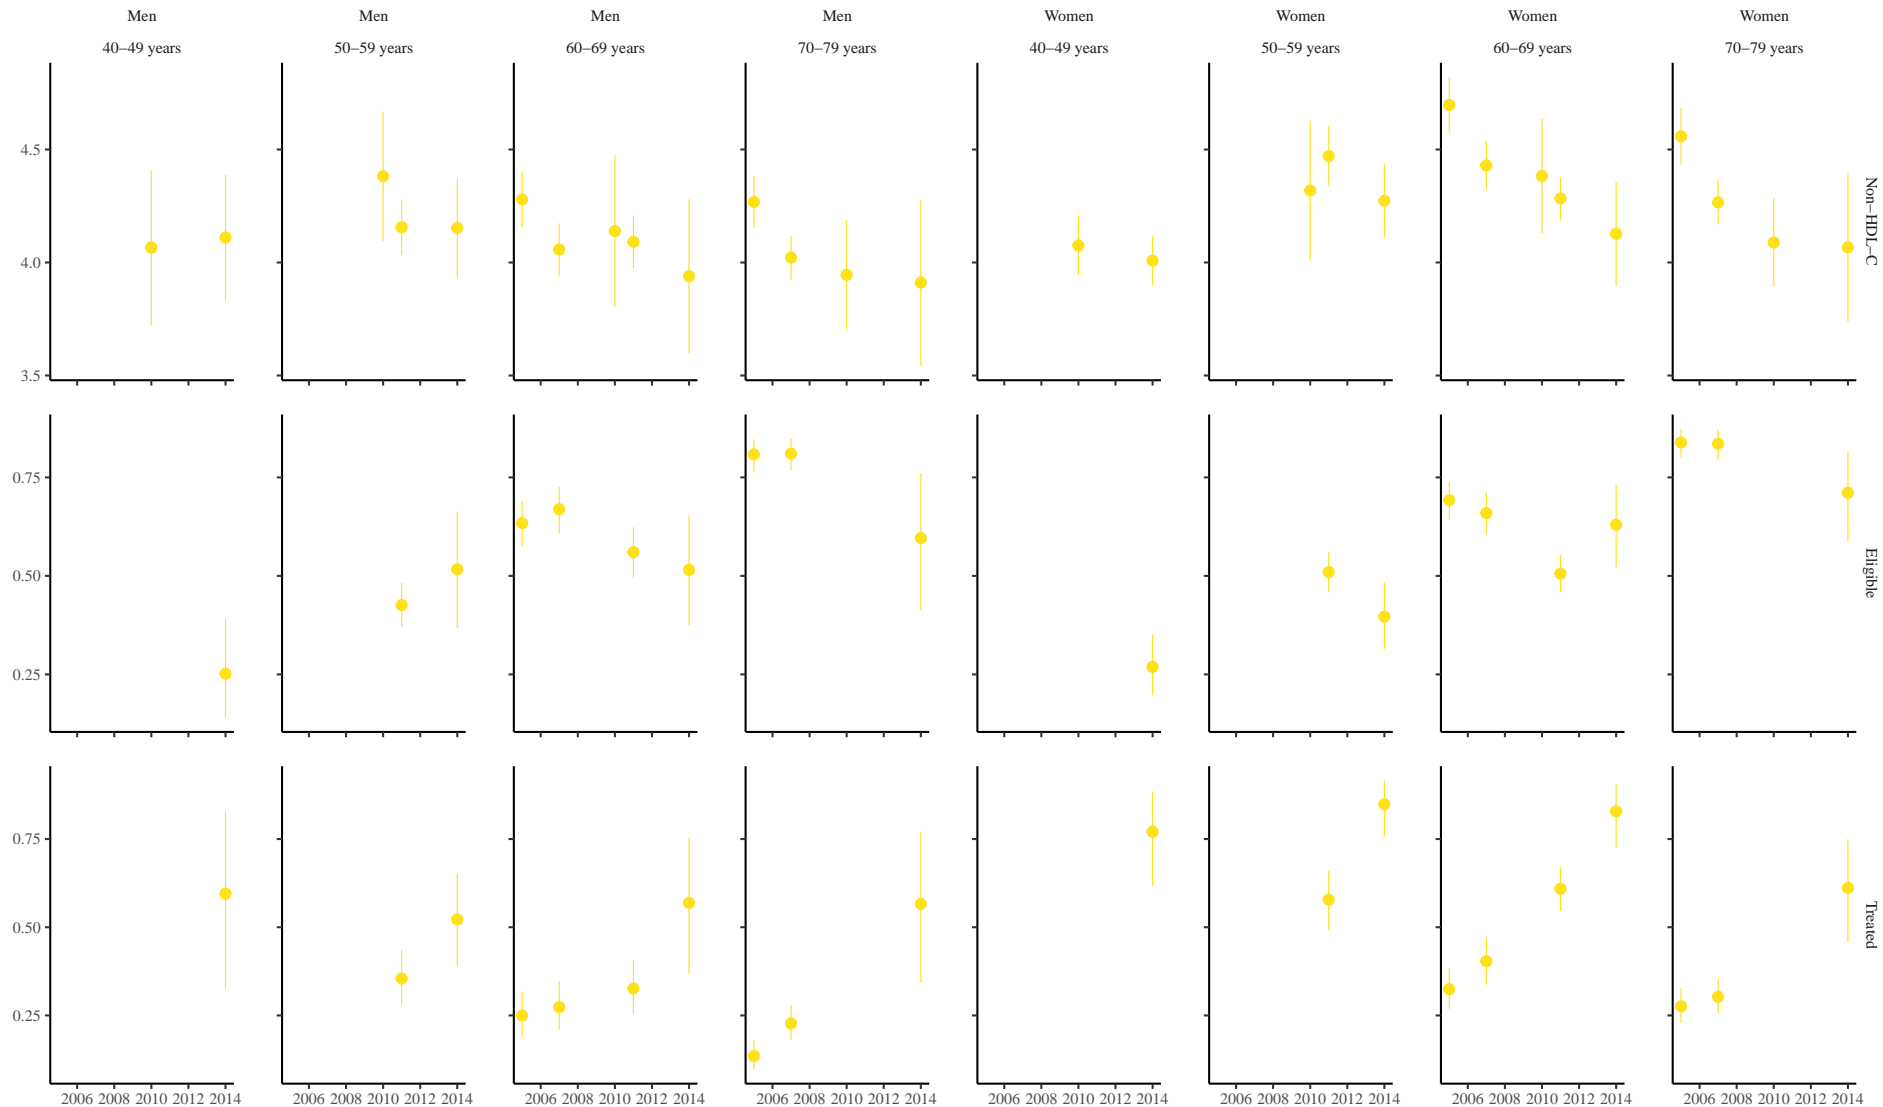 Men Men Men Men Women Women Women Women
40–49 years 50–59 years 60–69 years 70–79 years 40–49 years 50–59 years 60–69 years 70–79 years
4.5
4.0
3.5
Non−HDL−C
0.75
0.50
0.25
Eligible
0.75
0.50
0.25
Treated
2006 2008 2010 2012 2014 2006 2008 2010 2012 2014 2006 2008 2010 2012 2014 2006 2008 2010 2012 2014 2006 2008 2010 2012 2014 2006 2008 2010 2012 2014 2006 2008 2010 2012 2014 2006 2008 2010 2012 2014